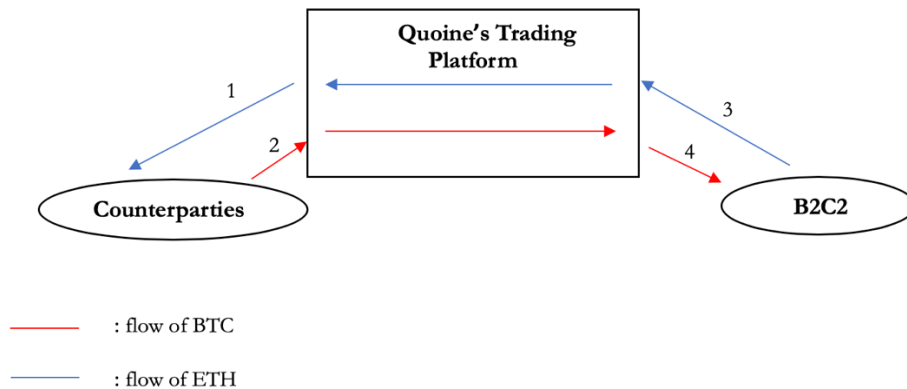 Quoine's Trading
Platform
1
3
2
4
Counterparties
B2C2
: flow of BTC
: flow of ETH